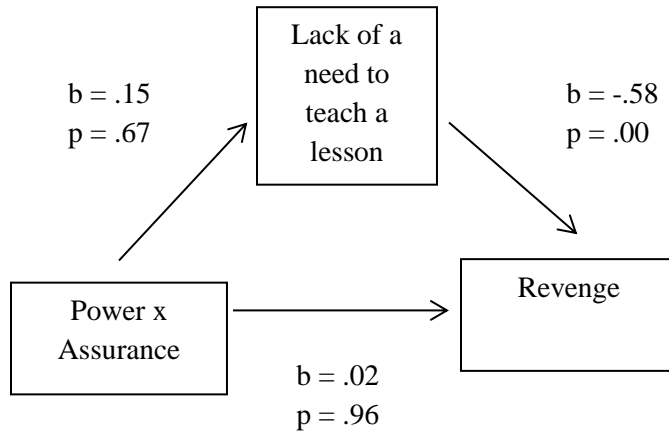 Lack of a
need to
teach a
lesson
b = .15
p = .67
b = -.58
p = .00
Power x
Assurance
Revenge
b = .02
p = .96